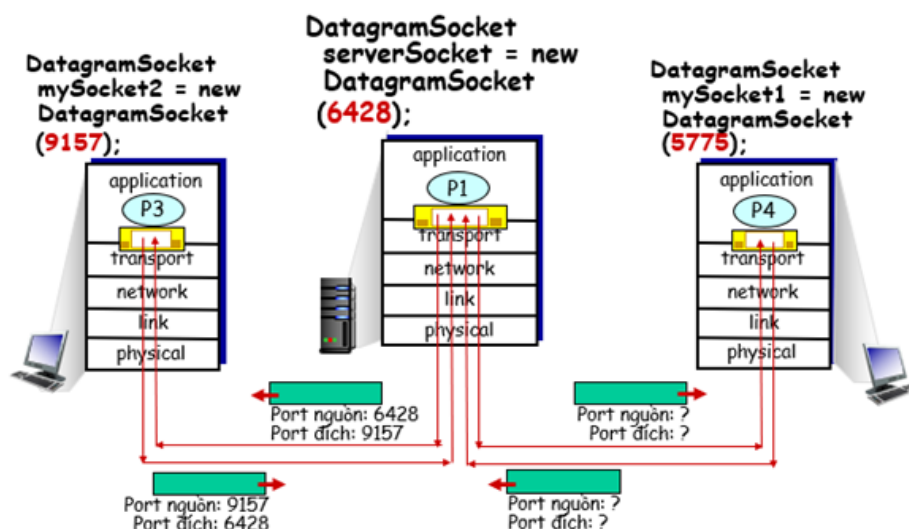 DatagramSocket
serverSocket = new
DatagramSocket
(6428);
DatagramSocket
mySocket2 = new
DatagramSocket
(9157);
DatagramSocket
mySocket1 = new
DatagramSocket
(5775);
application
P3
transport
network
link
physical
application
P1
transport
network
link
physical
application
P4
transport
network
link
physical
Port nguồn: 6428
Port đích: 9157
Port nguồn: ?
Port đích: ?
Port nguồn: 9157
Port đích: 6428
Port nguồn: ?
Port đích: ?